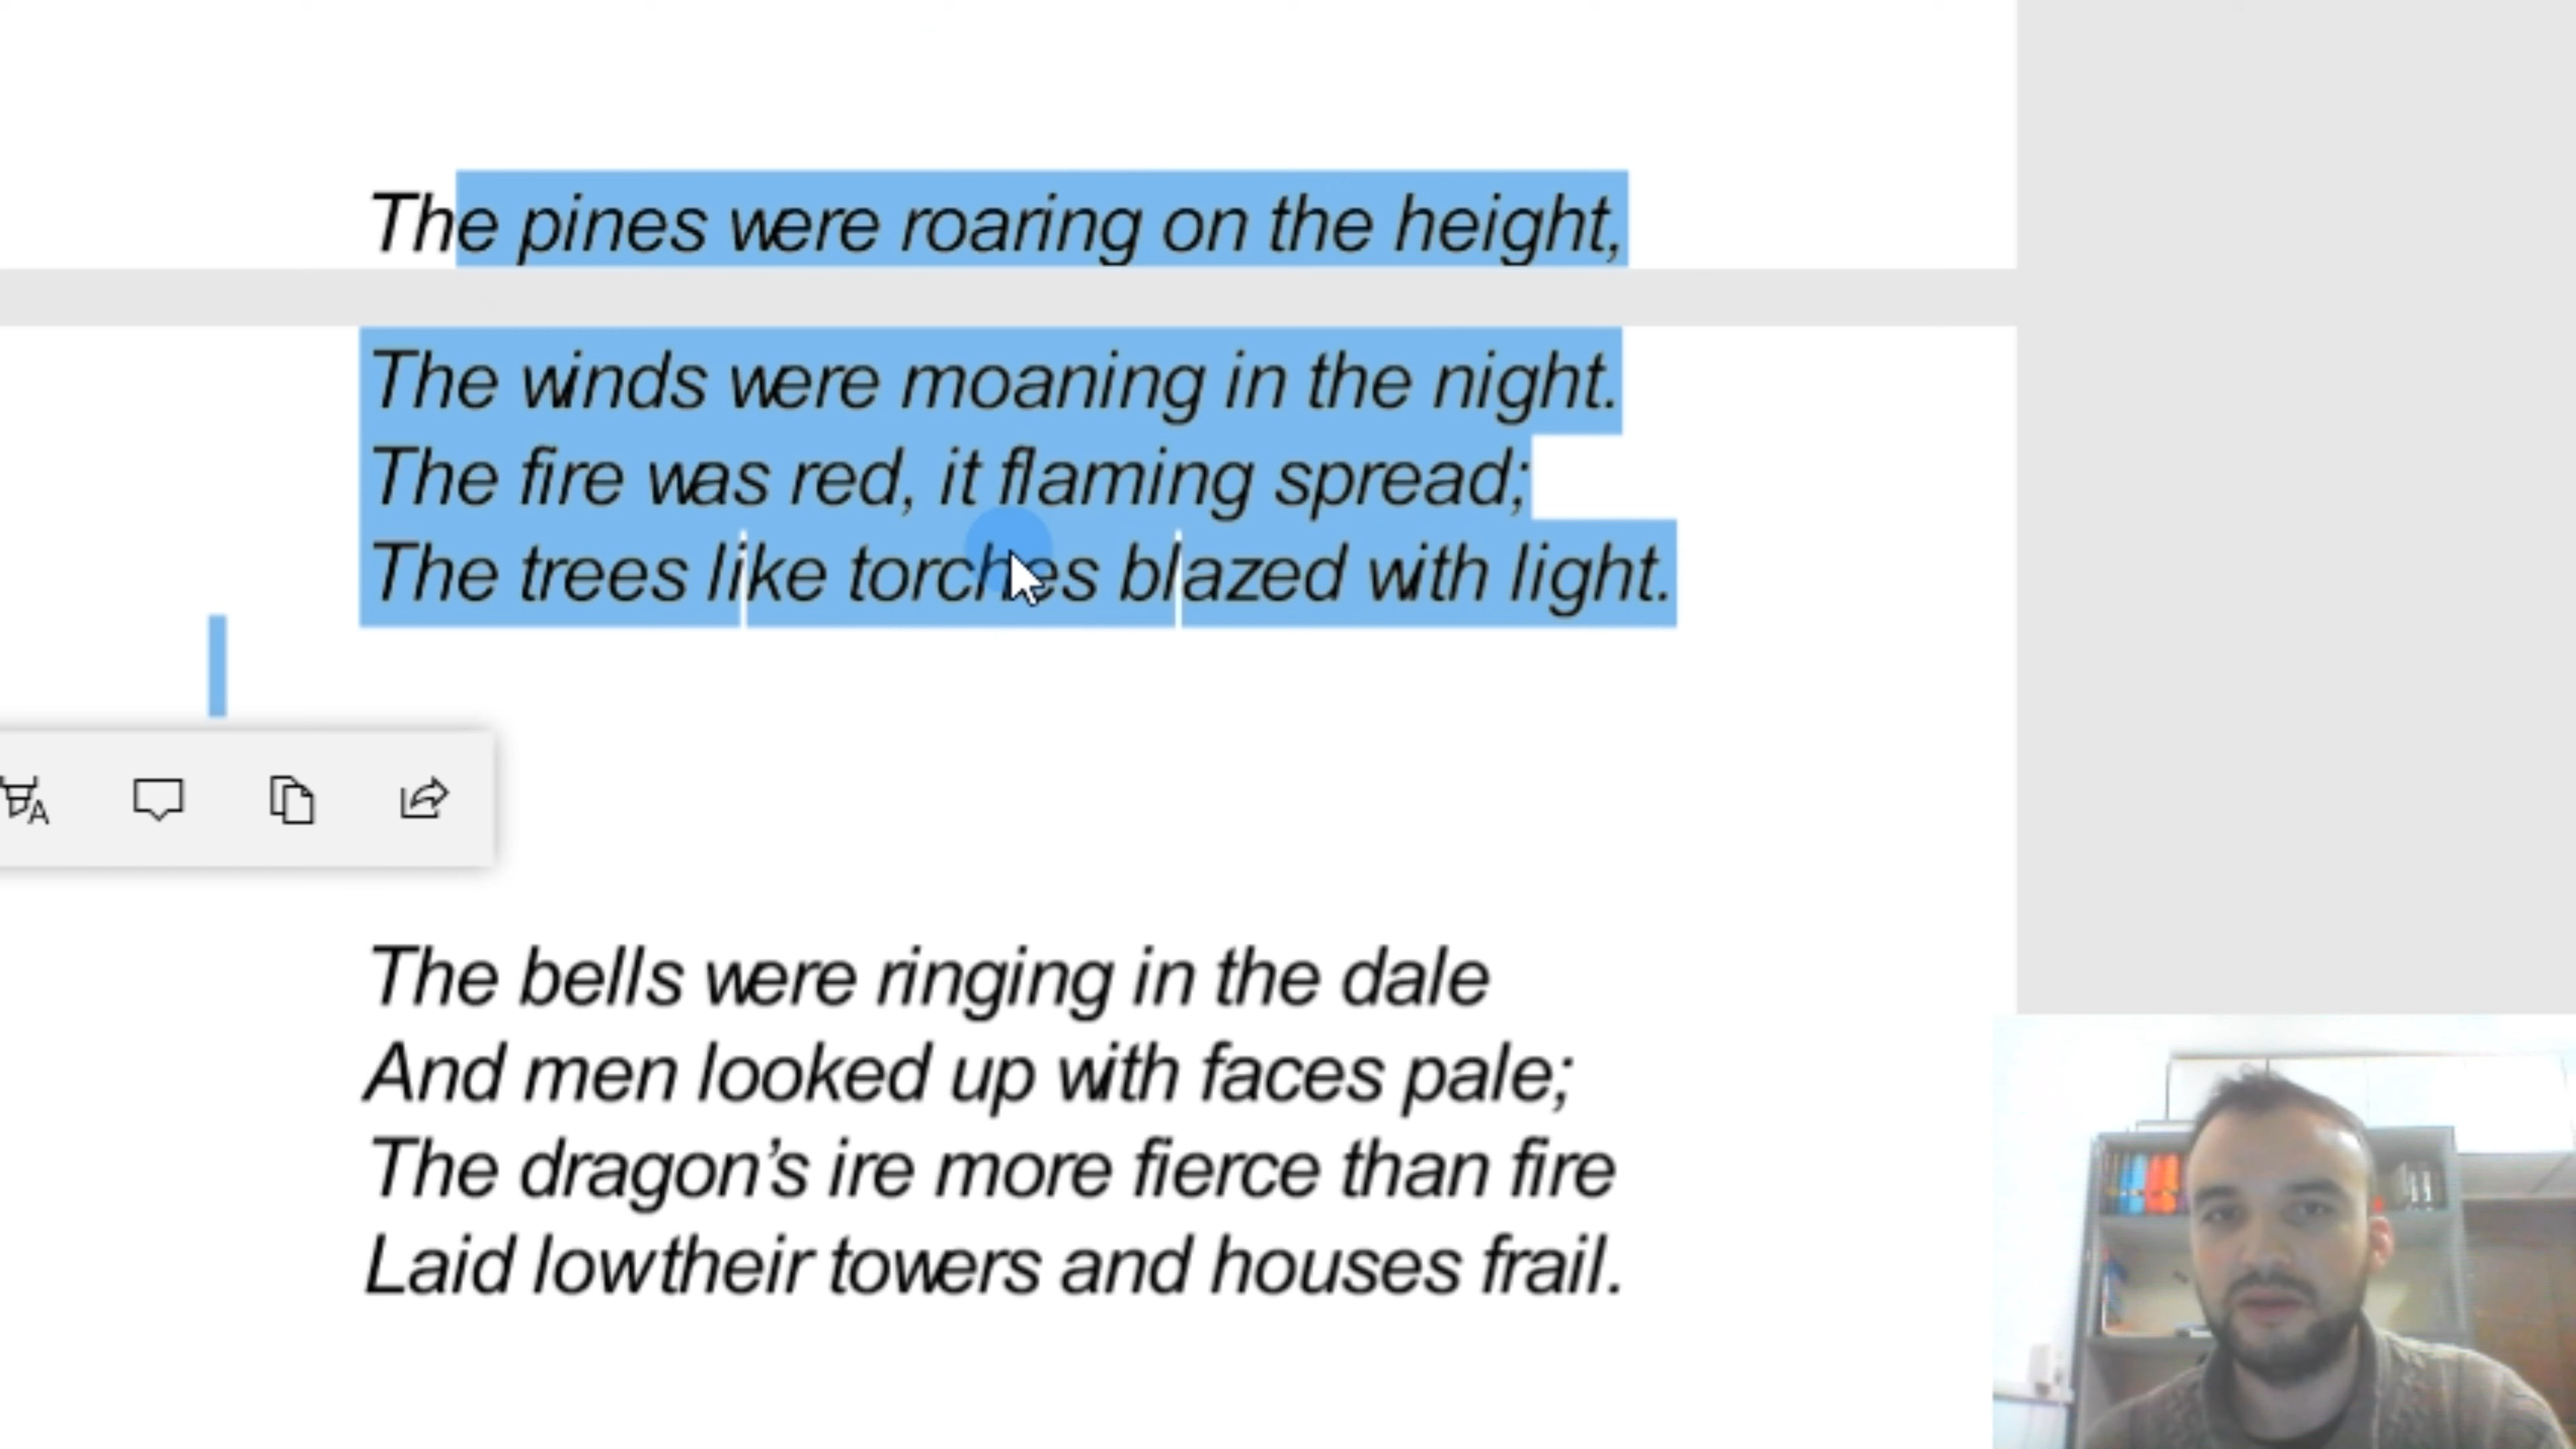 The pines were roaring on the height,
The winds were moaning in the night.
The fire was red, it flaming spread;
The trees like torches blazed with light.
The bells were ringing in the dale
And men looked up with faces pale;
The dragon’s ire more fierce than fire
Laid low their towers and houses frail.